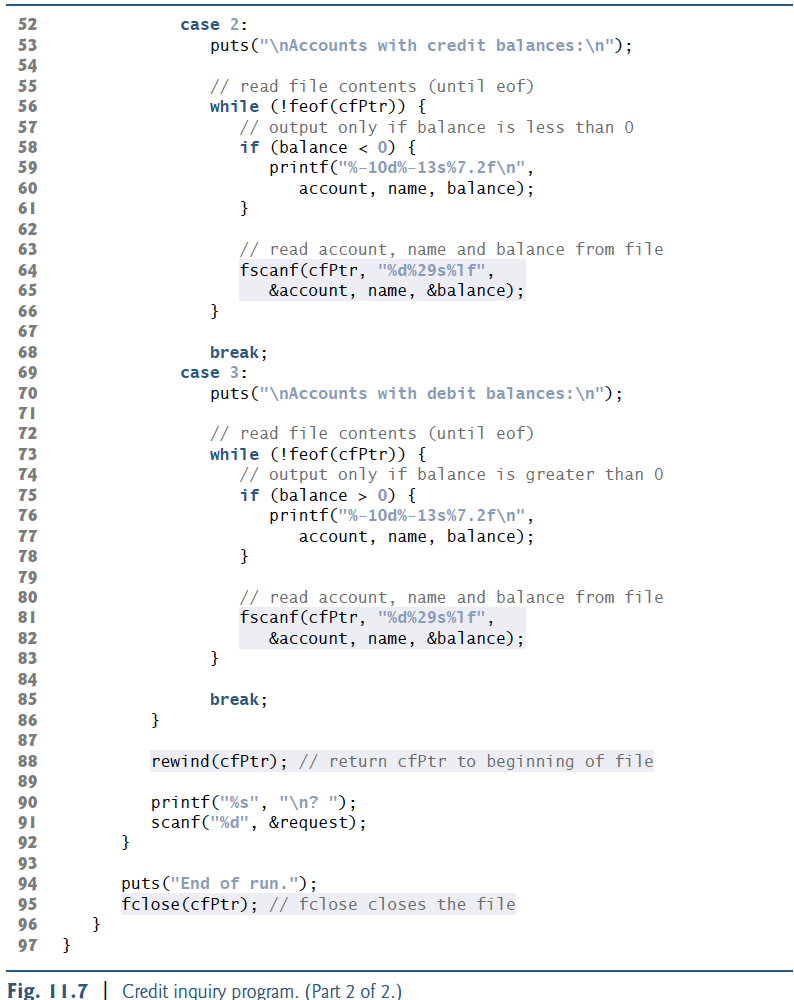 52 case 2:
53 puts("\nAccounts with credit balances:\n");
54
55 // read file contents (until eof)
56 while (!feof(cfPtr)) {
57 // output only if balance is less than 0
58 if (balance < 0) {
59 printf("%-10d%-13s%7.2f\n",
60 account, name, balance);
61 }
62
63 // read account, name and balance from file
64 fscanf(cfPtr, "%d%29s%lf",
65 &account, name, &balance);
66 }
67
68 break;
69 case 3:
70 puts("\nAccounts with debit balances:\n");
71
72 // read file contents (until eof)
73 while (!feof(cfPtr)) {
74 // output only if balance is greater than 0
75 if (balance > 0) {
76 printf("%-10d%-13s%7.2f\n",
77 account, name, balance);
78 }
79
80 // read account, name and balance from file
81 fscanf(cfPtr, "%d%29s%lf",
82 &account, name, &balance);
83 }
84
85 break;
86 }
87
88 rewind(cfPtr); // return cfPtr to beginning of file
89
90 printf("%s", "\n? ");
91 scanf("%d", &request);
92 }
93
94 puts("End of run.");
95 fclose(cfPtr); // fclose closes the file
96 }
97 }
Fig. 11.7 | Credit inquiry program. (Part 2 of 2.)